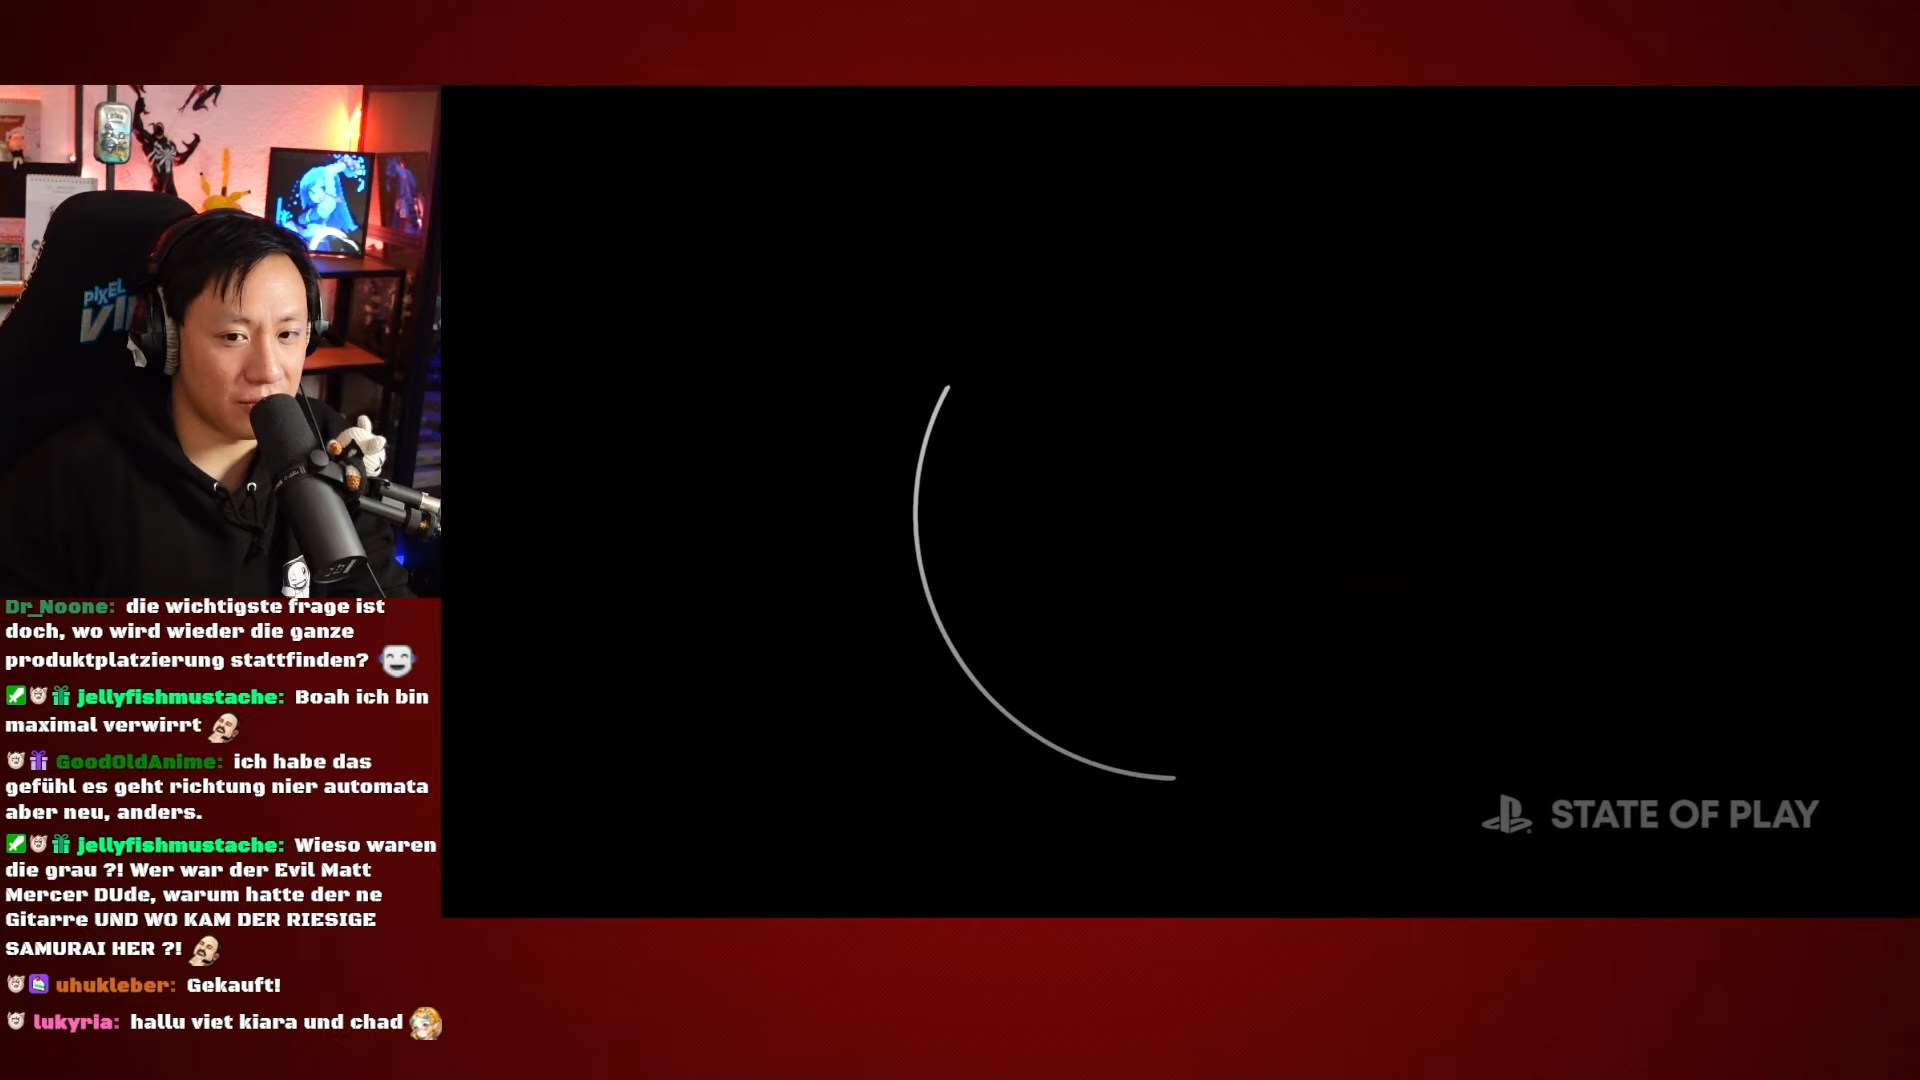 PIXEL
VI
STATE OF PLAY
Dr_Noone: die wichtigste frage ist
doch, wo wird wieder die ganze
produktplatzierung stattfinden?
jellyfishmustache: Boah ich bin
maximal verwirrt
GoodOldAnime: ich habe das
gefühl es geht richtung nier automata
aber neu, anders.
jellyfishmustache: Wieso waren
die grau ?! Wer war der Evil Matt
Mercer DUde, warum hatte der ne
Gitarre UND WO KAM DER RIESIGE
SAMURAI HER ?!
uhukleber: Gekauft!
lukyria: hallu viet kiara und chad